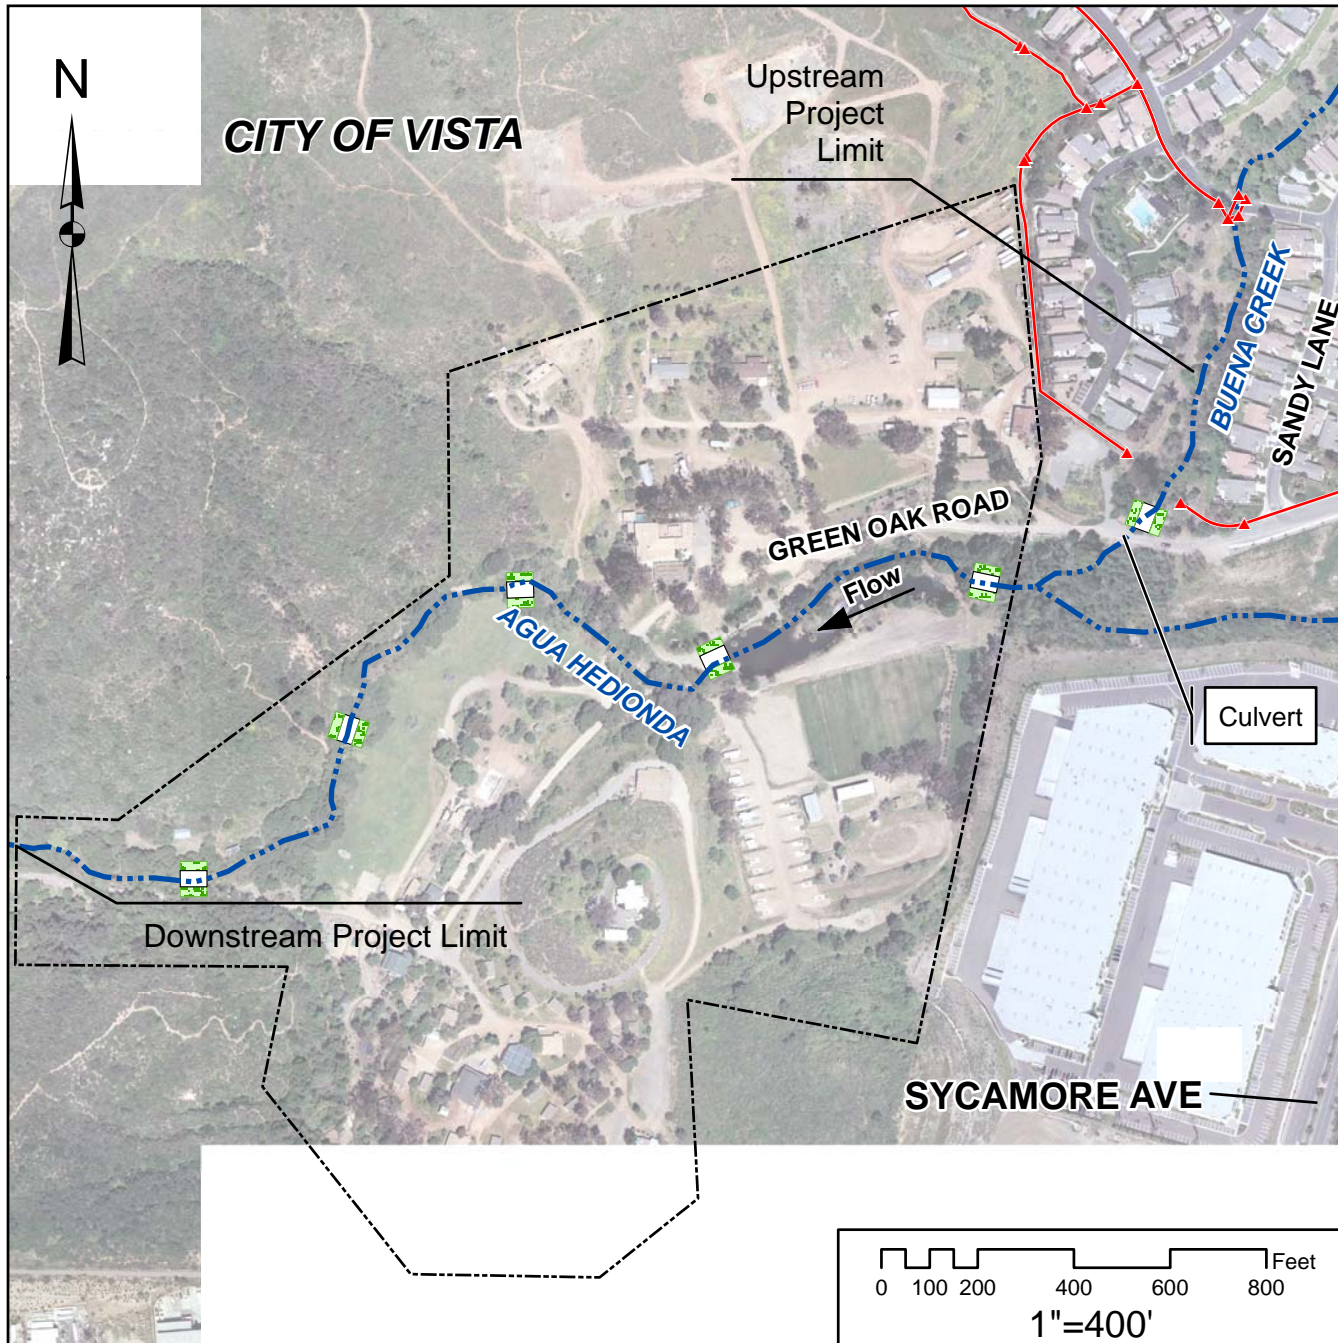 N
CITY OF VISTA
Upstream
Project
Limit
BUENA CREEK
SANDY LANE
GREEN OAK ROAD
Flow
AGUA HEDIONDA
Culvert
Downstream Project Limit
SYCAMORE AVE
Feet
0 100 200 400 600 800
1"=400'